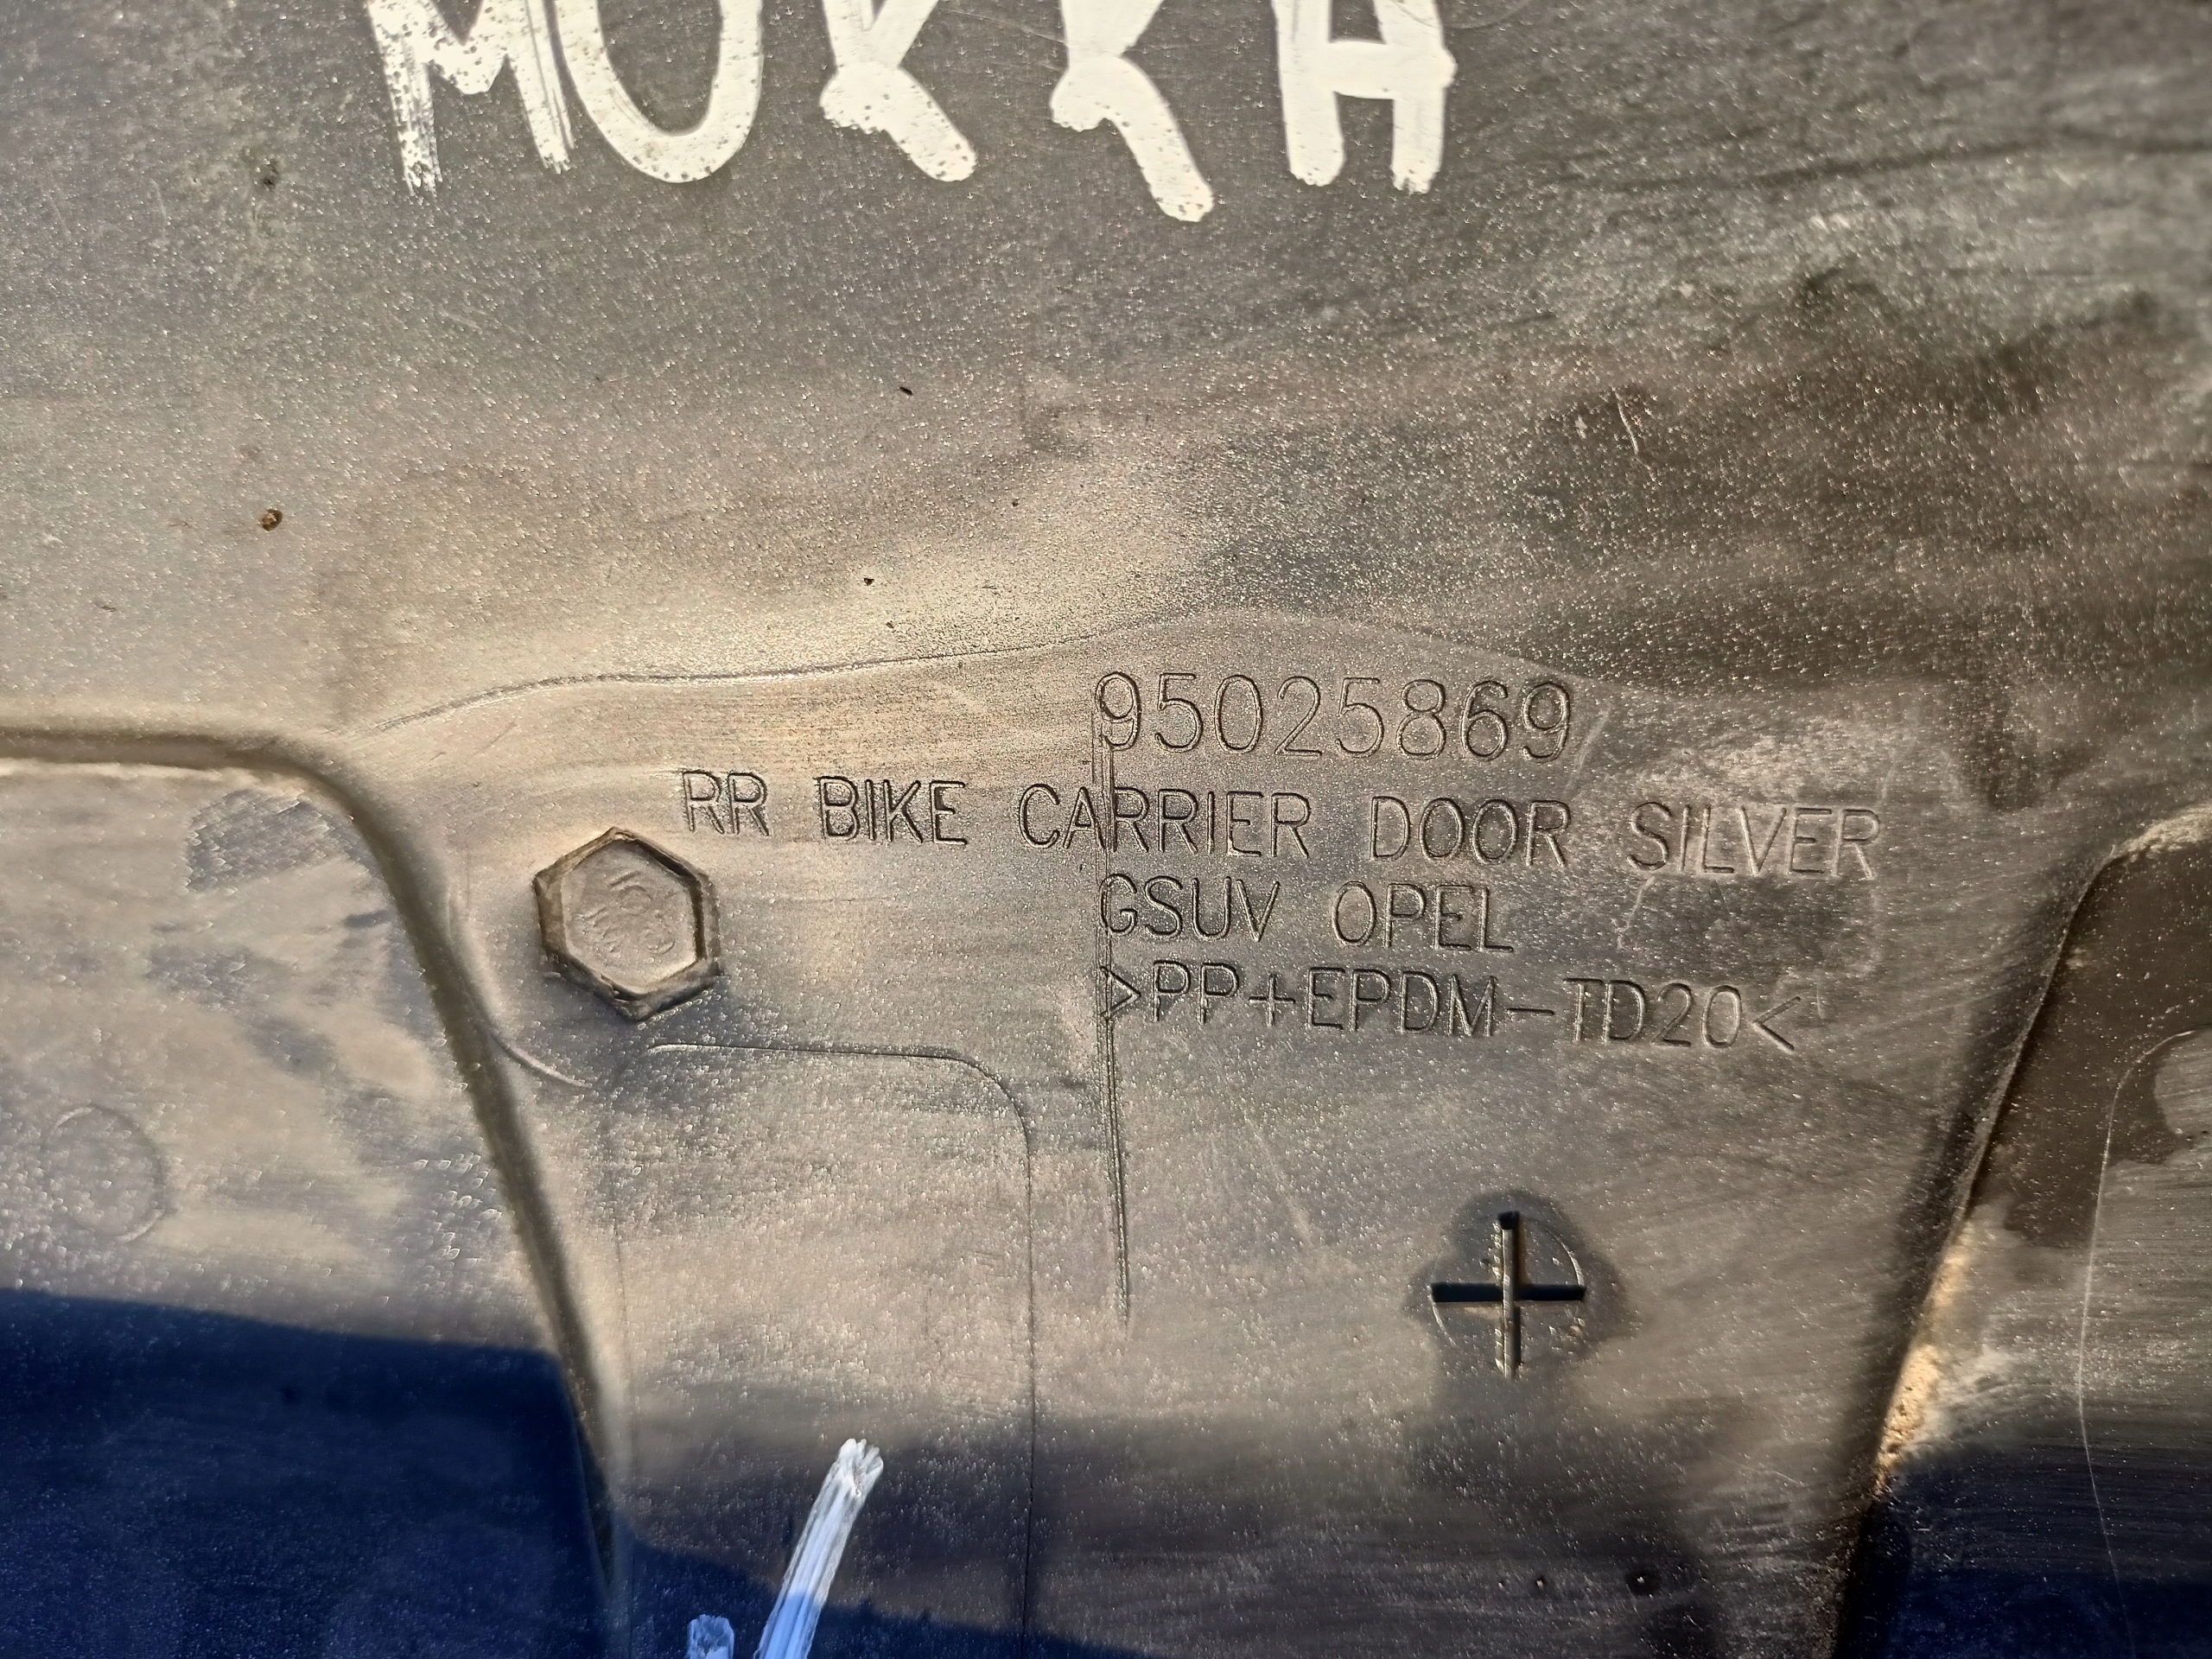 MOKKA
95025869
RR BIKE CARRIER DOOR SILVER
GSUV OPEL
>PP+EPDM-TD20<